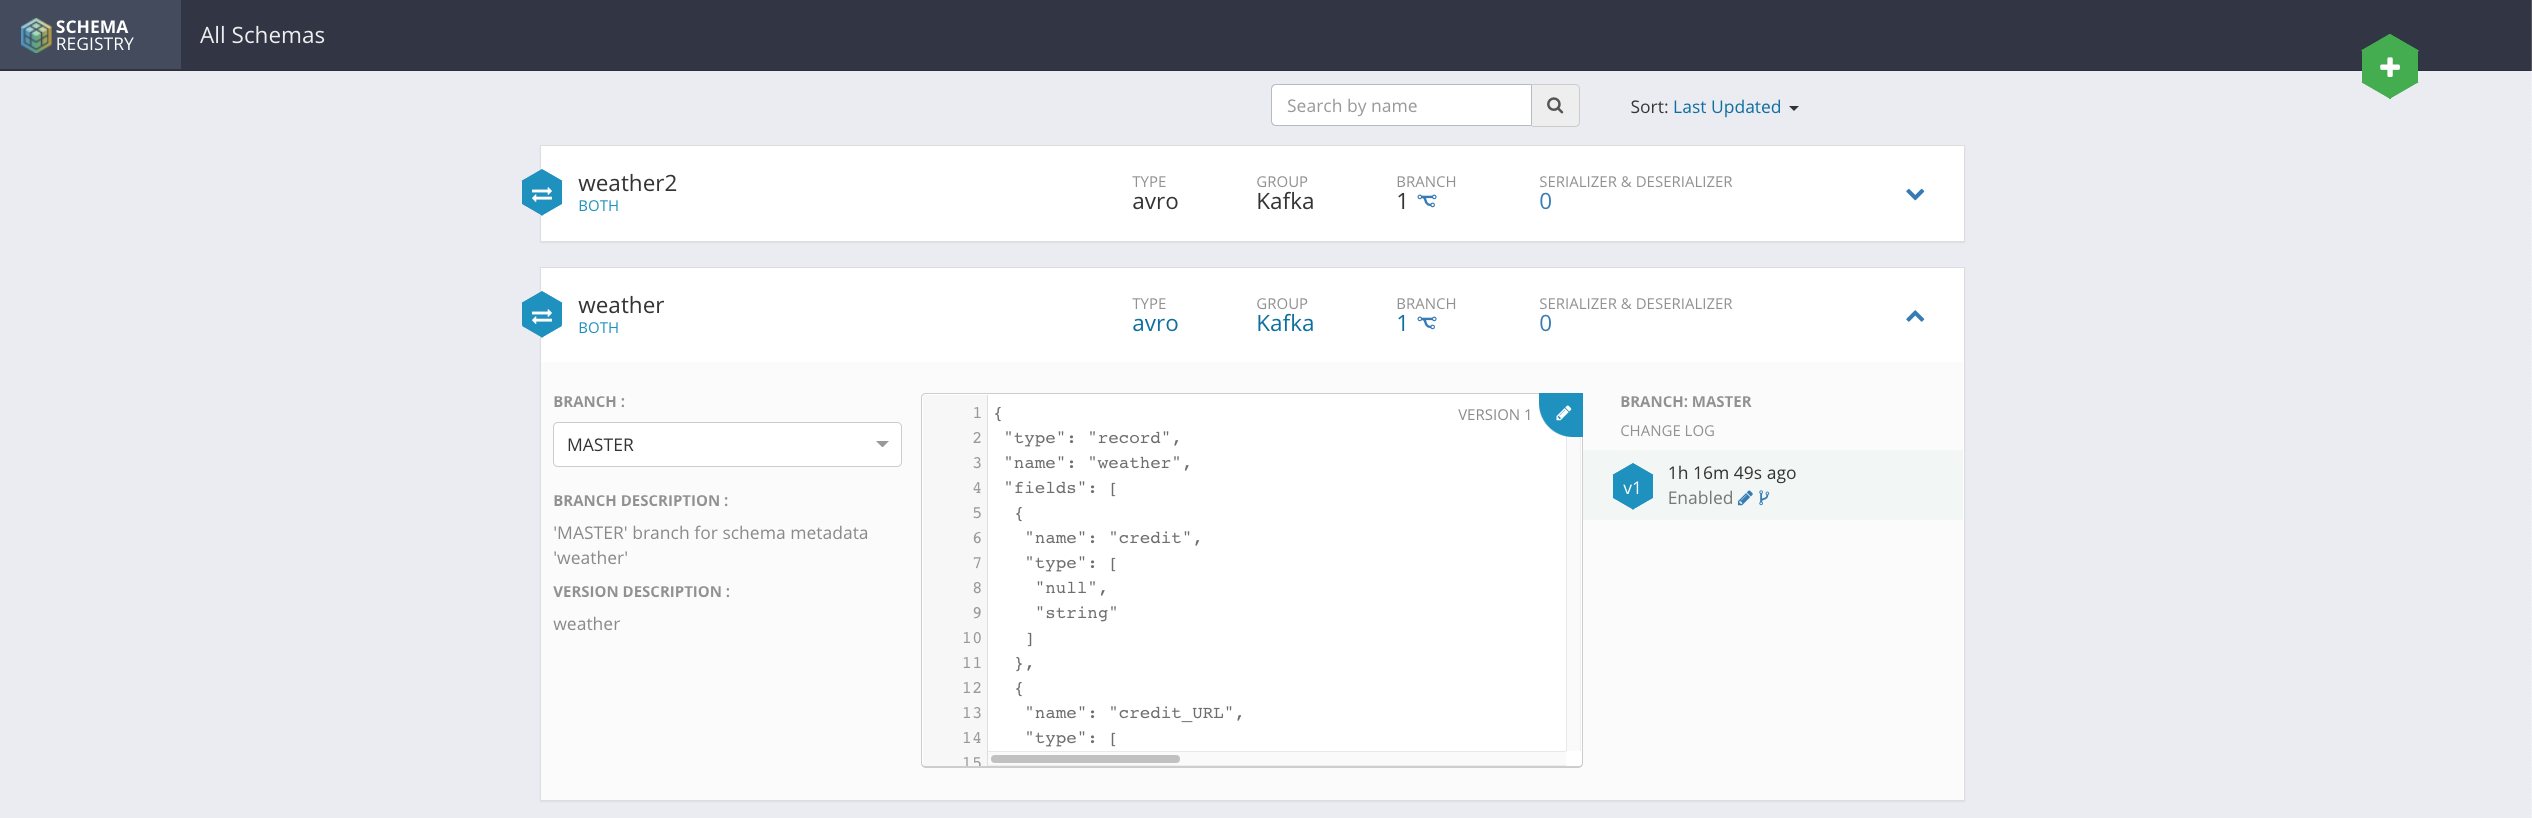 SCHEMA
REGISTRY
All Schemas
Search by name
Sort: Last Updated
weather2
BOTH
TYPE
avro
GROUP
Kafka
BRANCH
1
SERIALIZER & DESERIALIZER
0
weather
BOTH
TYPE
avro
GROUP
Kafka
BRANCH
1
SERIALIZER & DESERIALIZER
0
BRANCH :
MASTER
BRANCH DESCRIPTION :
'MASTER' branch for schema metadata
'weather'
VERSION DESCRIPTION :
weather
VERSION 1
1 {
2 "type": "record",
3 "name": "weather",
4 "fields": [
5 {
6 "name": "credit",
7 "type": [
8 "null",
9 "string"
10 ]
11 },
12 {
13 "name": "credit_URL",
14 "type": [
15
BRANCH: MASTER
CHANGE LOG
v1
1h 16m 49s ago
Enabled